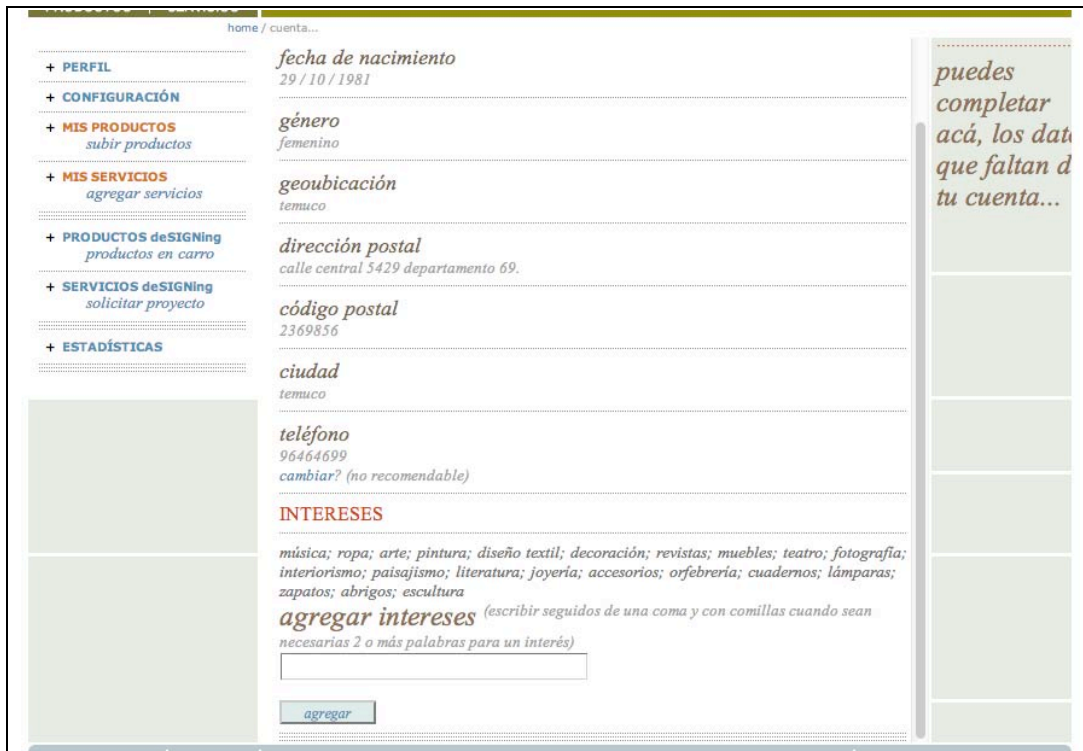 PRODUCTOS | SERVICIOS
home / cuenta...
+ PERFIL
+ CONFIGURACIÓN
+ MIS PRODUCTOS
subir productos
+ MIS SERVICIOS
agregar servicios
+ PRODUCTOS deSIGNing
productos en carro
+ SERVICIOS deSIGNing
solicitar proyecto
+ ESTADÍSTICAS
fecha de nacimiento
29 / 10 / 1981
género
femenino
geoubicación
temuco
dirección postal
calle central 5429 departamento 69.
código postal
2369856
ciudad
temuco
teléfono
96464699
cambiar? (no recomendable)
INTERESES
música; ropa; arte; pintura; diseño textil; decoración; revistas; muebles; teatro; fotografía;
interiorismo; paisajismo; literatura; joyería; accesorios; orfebrería; cuadernos; lámparas;
zapatos; abrigos; escultura
agregar intereses (escribir seguidos de una coma y con comillas cuando sean
necesarias 2 o más palabras para un interés)
agregar
puedes
completar
acá, los dat
que faltan d
tu cuenta...